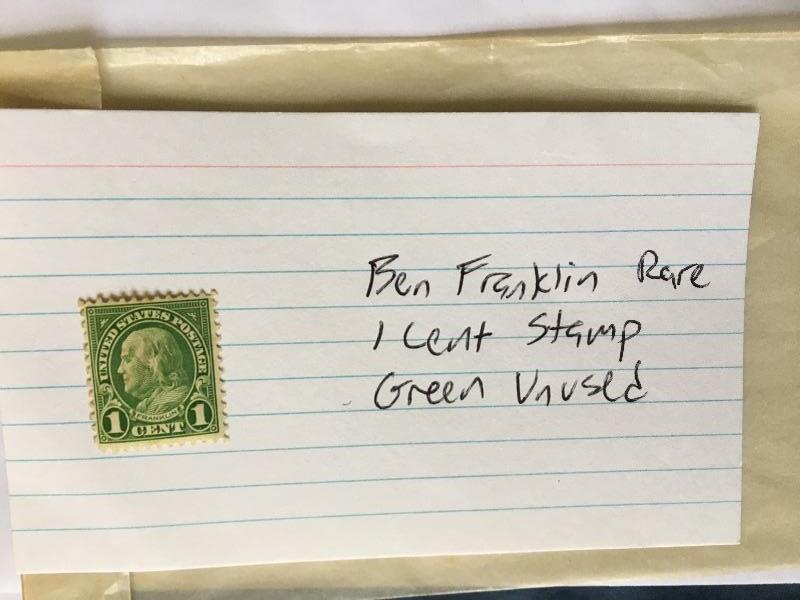 UNITED STATES POSTAGE
FRANKLIN
1 CENT 1
Ben Franklin Rare
1 Cent Stamp
Green Unused